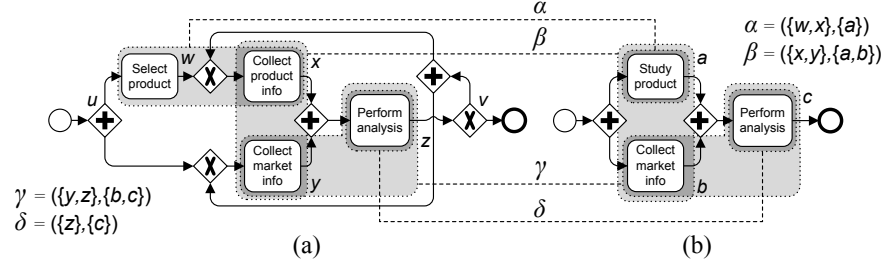 α
α = ({w,x},{a})
β
β = ({x,y},{a,b})
w
x
a
Select
product
Collect
product
info
Study
product
u
v
c
Perform
analysis
Perform
analysis
z
Collect
market
info
Collect
market
info
y
b
γ
γ = ({y,z},{b,c})
δ
δ = ({z},{c})
(a)
(b)